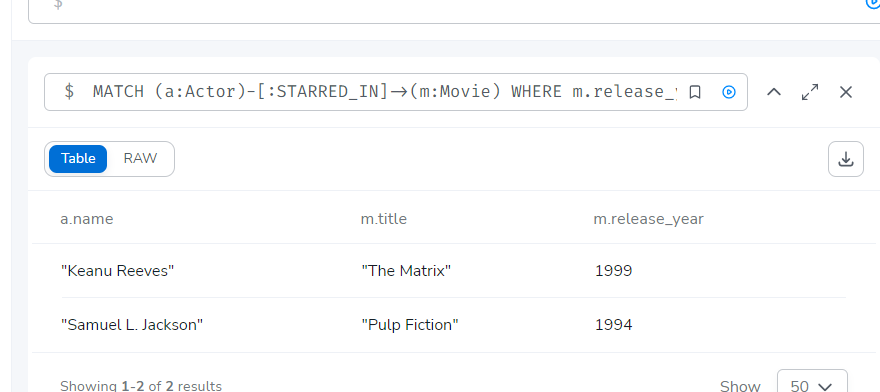 $
$ MATCH (a:Actor)-[:STARRED_IN]->(m:Movie) WHERE m.release_
Table RAW
a.name m.title m.release_year
"Keanu Reeves" "The Matrix" 1999
"Samuel L. Jackson" "Pulp Fiction" 1994
Showing 1-2 of 2 results Show 50